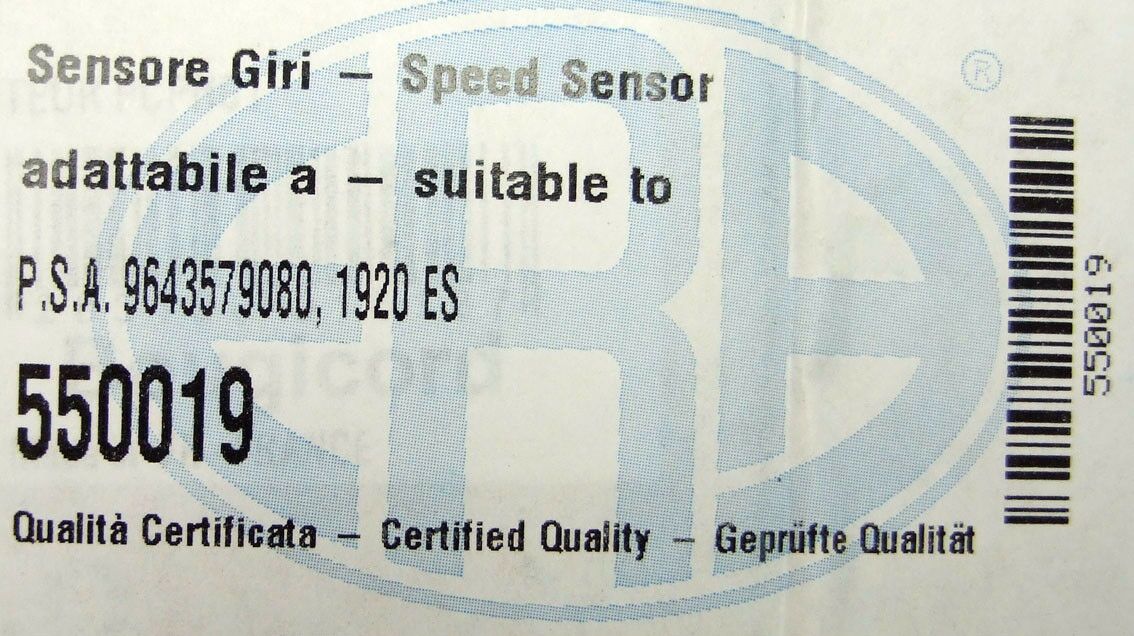 Sensore Giri – Speed Sensor
®
adattabile a – suitable to
P.S.A. 9643579080, 1920 ES
550019
550019
Qualità Certificata – Certified Quality – Geprüfte Qualität